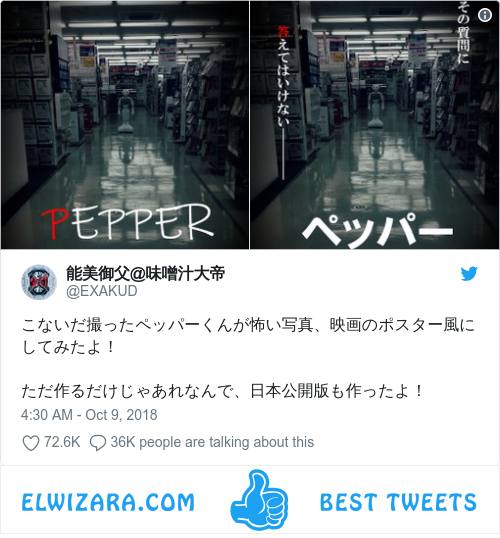 PEPPER
その質問に
答えてはいけない――
ペッパー
能美御父@味噌汁大帝
@EXAKUD
こないだ撮ったペッパーくんが怖い写真、映画のポスター風に
してみたよ！
ただ作るだけじゃあれなんで、日本公開版も作ったよ！
4:30 AM - Oct 9, 2018
72.6K
36K people are talking about this
ELWIZARA.COM
BEST TWEETS